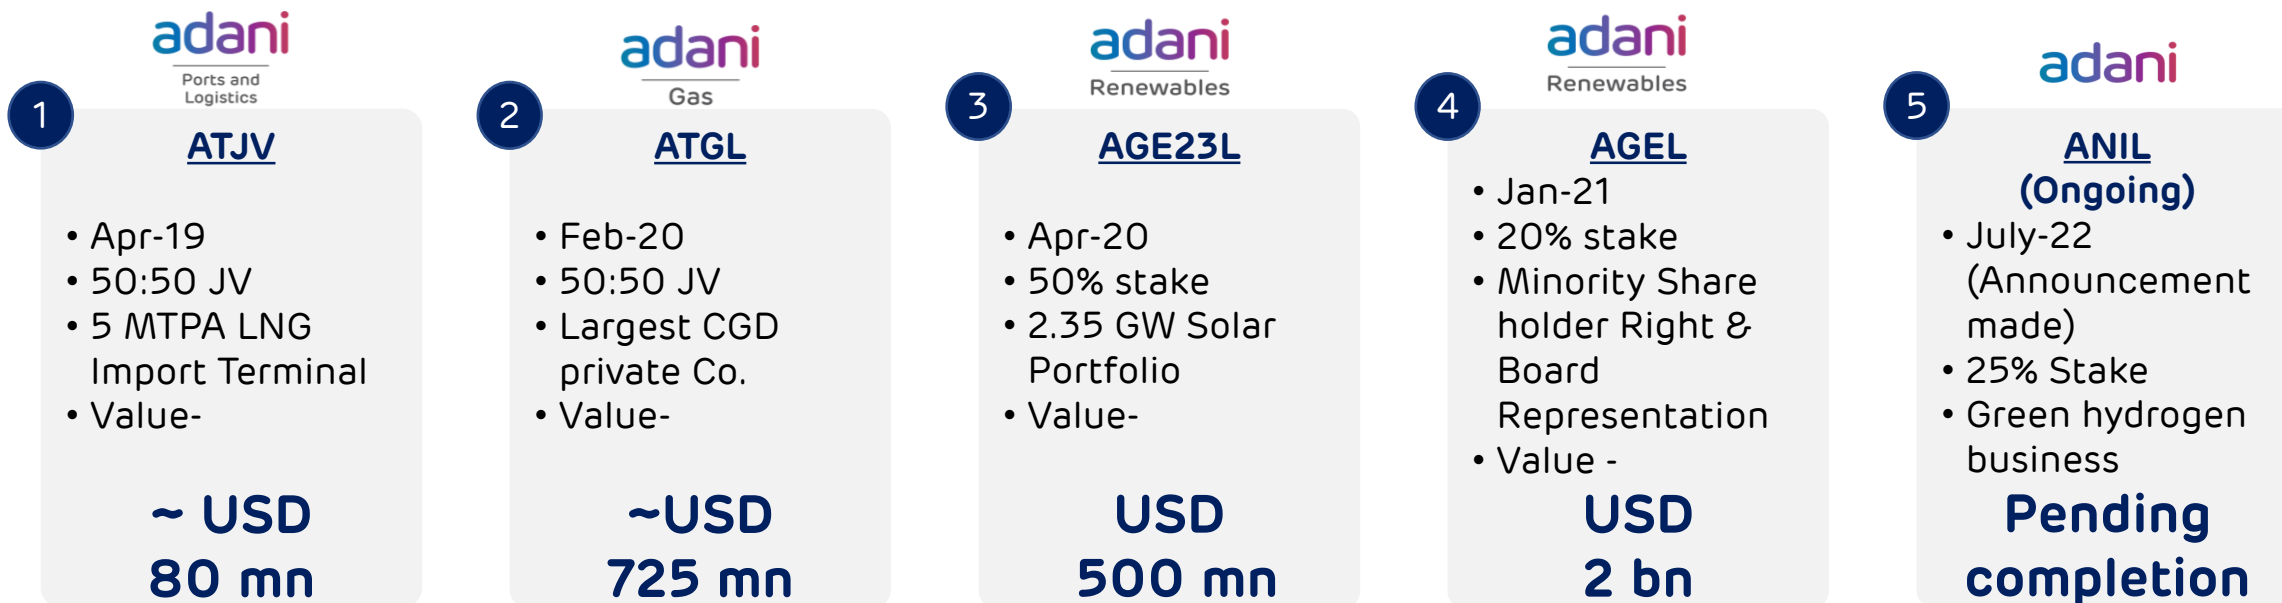 adani
Ports and
Logistics
1
ATJV
• Apr-19
• 50:50 JV
• 5 MTPA LNG
Import Terminal
• Value-
~ USD
80 mn
adani
Gas
2
ATGL
• Feb-20
• 50:50 JV
• Largest CGD
private Co.
• Value-
~USD
725 mn
adani
Renewables
3
AGE23L
• Apr-20
• 50% stake
• 2.35 GW Solar
Portfolio
• Value-
USD
500 mn
adani
Renewables
4
AGEL
• Jan-21
• 20% stake
• Minority Share
holder Right &
Board
Representation
• Value -
USD
2 bn
adani
5
ANIL
(Ongoing)
• July-22
(Announcement
made)
• 25% Stake
• Green hydrogen
business
Pending
completion